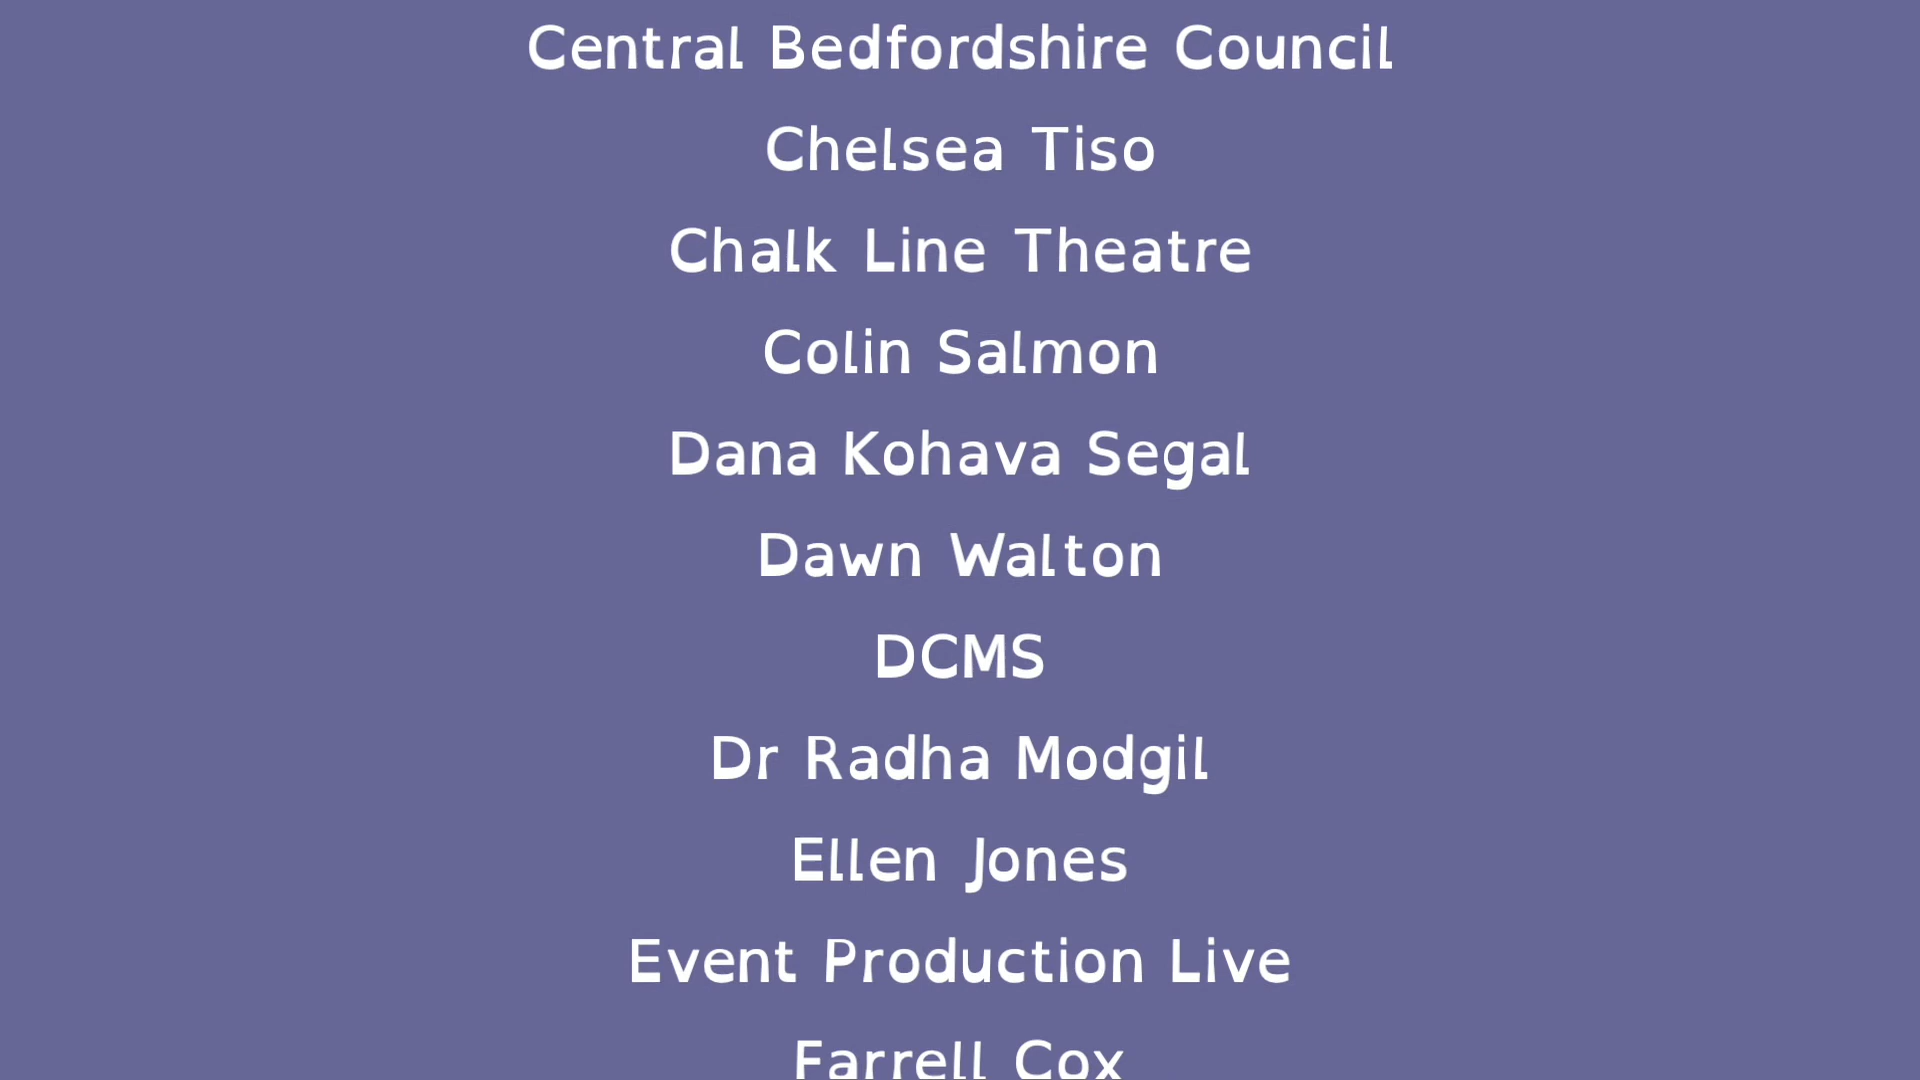 Central Bedfordshire Council
Chelsea Tiso
Chalk Line Theatre
Colin Salmon
Dana Kohava Segal
Dawn Walton
DCMS
Dr Radha Modgil
Ellen Jones
Event Production Live
Farrell Cox